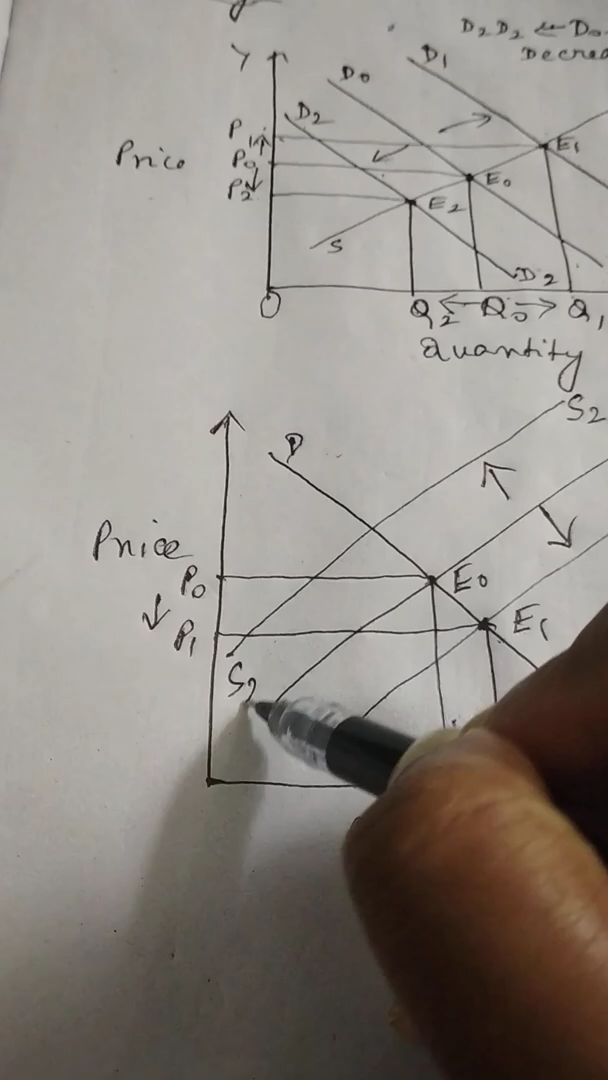 D2D2 ← D0
Decrea
Y
D1
D0
D2
P1 ↑
Price
P0
P2 ↓
E1
E0
E2
S
D2
O
Q2 ← Q0 → Q1
Quantity
S2
D
Price
P0
E0
↓
P1
E1
S2